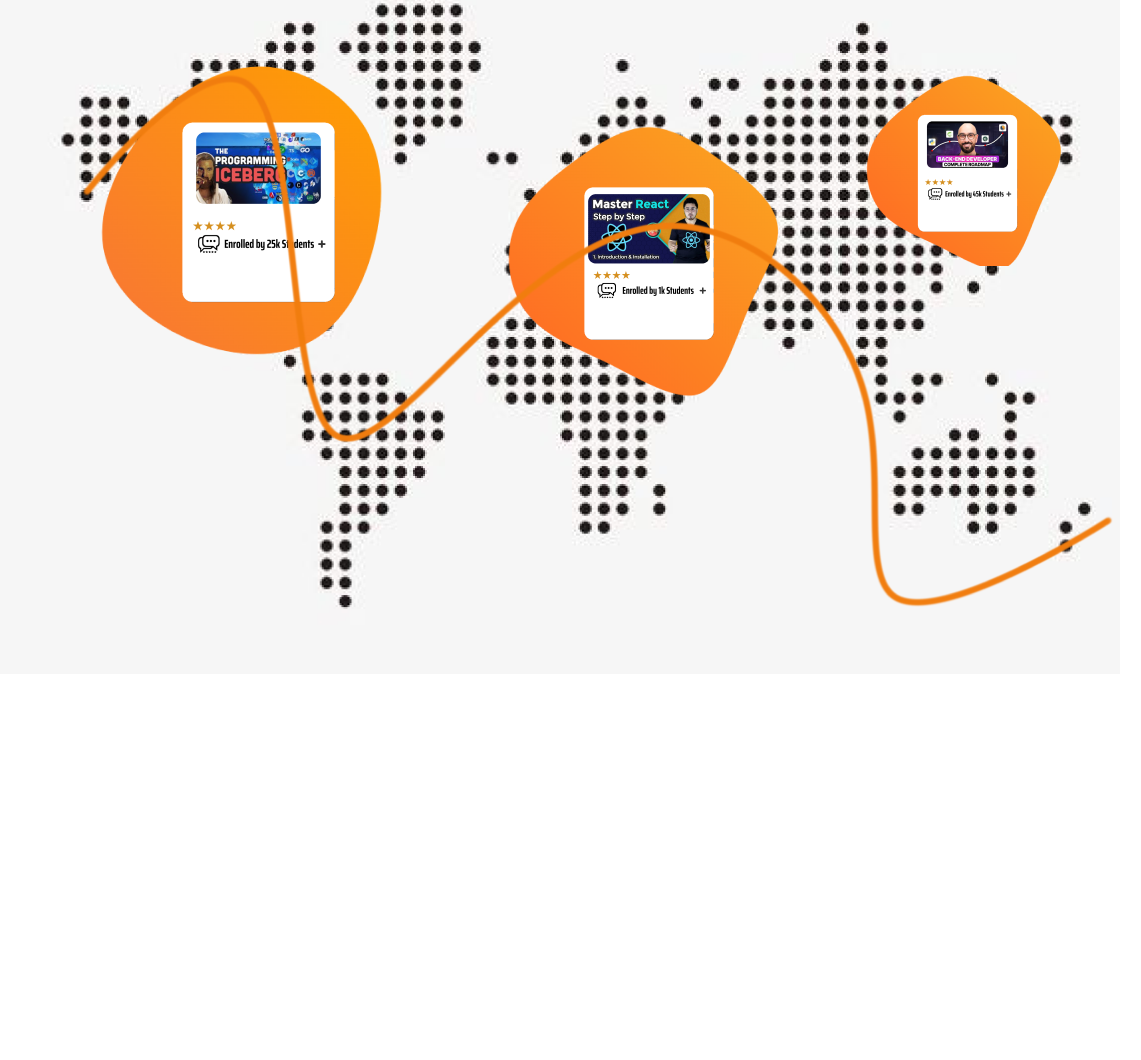 THE
PROGRAMMING
ICEBERG
GO
Enrolled by 25k Students +
Master React
Step by Step
1. Introduction & Installation
Enrolled by 1k Students +
BACK-END DEVELOPER
COMPLETE ROADMAP
Enrolled by 45k Students +